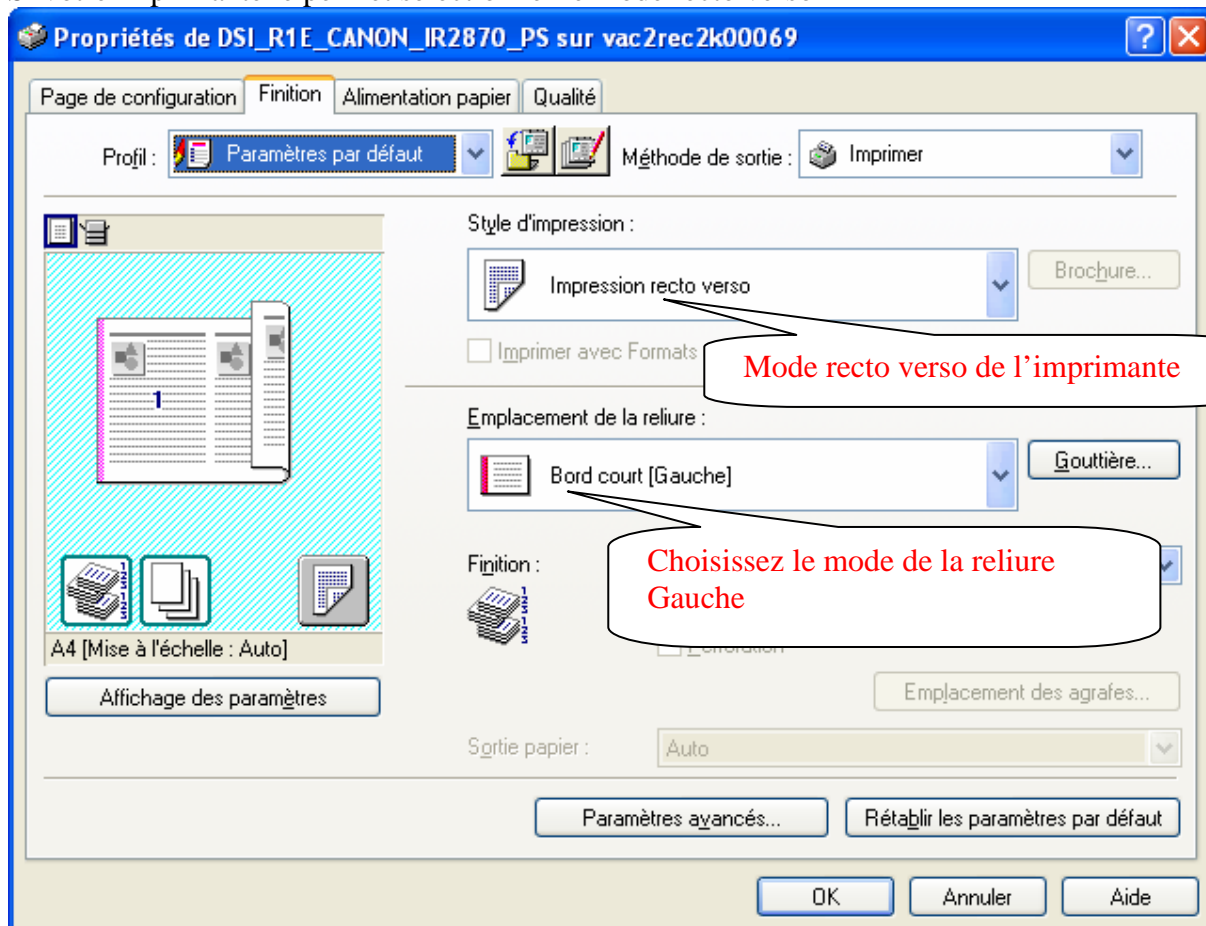 Propriétés de DSI_R1E_CANON_IR2870_PS sur vac2rec2k00069
Page de configuration Finition Alimentation papier Qualité
Profil : Paramètres par défaut Méthode de sortie : Imprimer
Style d'impression :
Impression recto verso Brochure...
Imprimer avec Formats
Mode recto verso de l’imprimante
1
Emplacement de la reliure :
Bord court [Gauche] Gouttière...
Finition :
Choisissez le mode de la reliure
Gauche
A4 [Mise à l'échelle : Auto]
Affichage des paramètres
Emplacement des agrafes...
Sortie papier : Auto
Paramètres avancés... Rétablir les paramètres par défaut
OK Annuler Aide